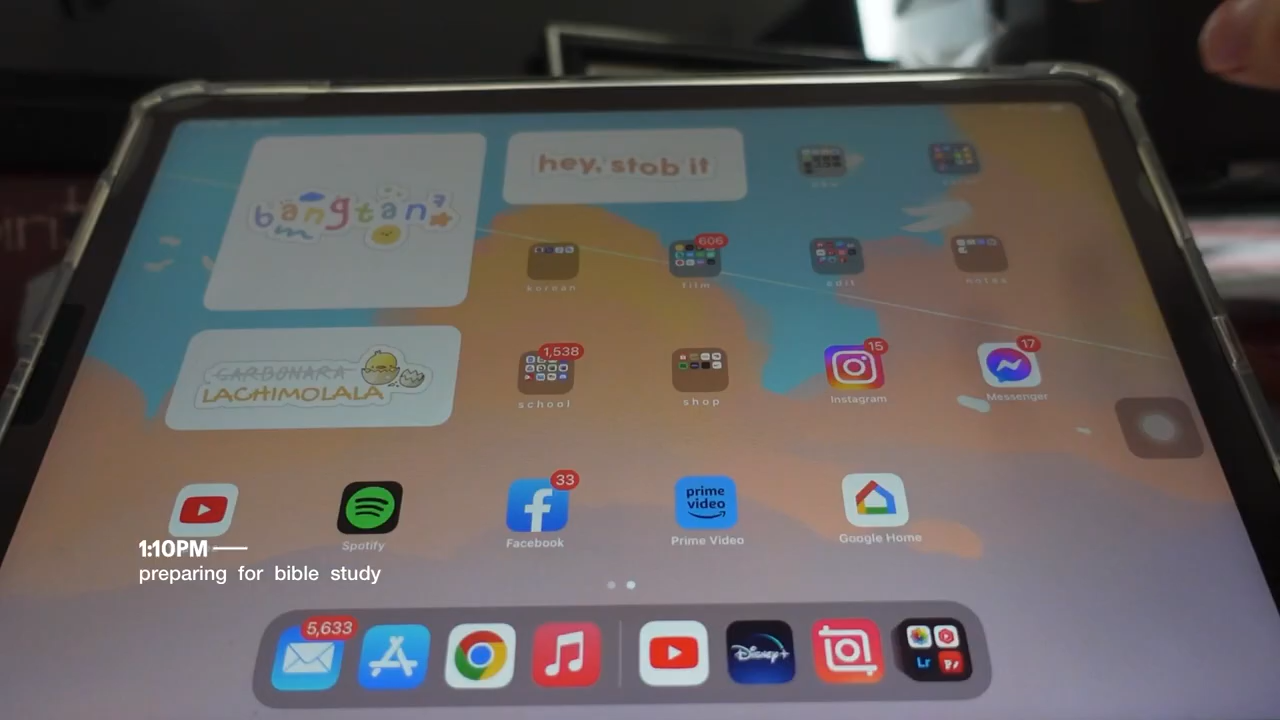 bangtan
7
hey, stob it
korean
film
606
edit
notes
CARBONARA
LACHIMOLALA
school
1,538
shop
Instagram
15
Messenger
17
Spotify
Facebook
33
prime
video
Prime Video
Google Home
1:10PM
preparing for bible study
5,633
Disney+
Lr